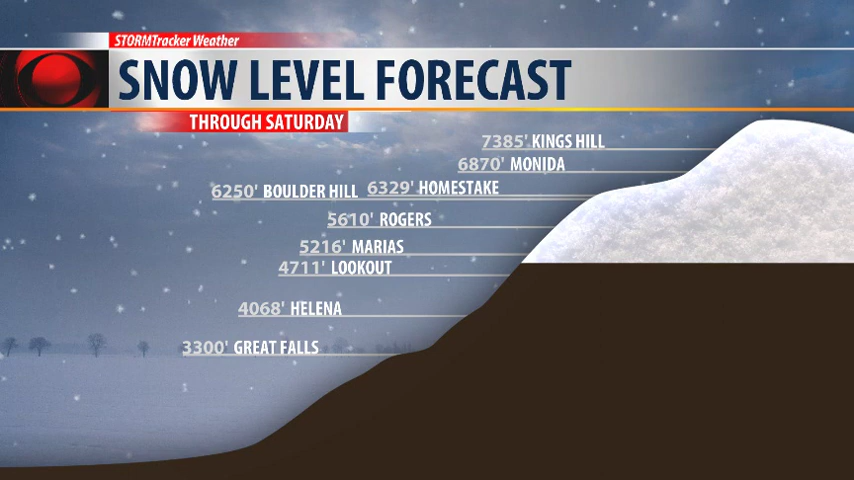 STORMTracker Weather
SNOW LEVEL FORECAST
THROUGH SATURDAY
7385' KINGS HILL
6870' MONIDA
6250' BOULDER HILL 6329' HOMESTAKE
5610' ROGERS
5216' MARIAS
4711' LOOKOUT
4068' HELENA
3300' GREAT FALLS